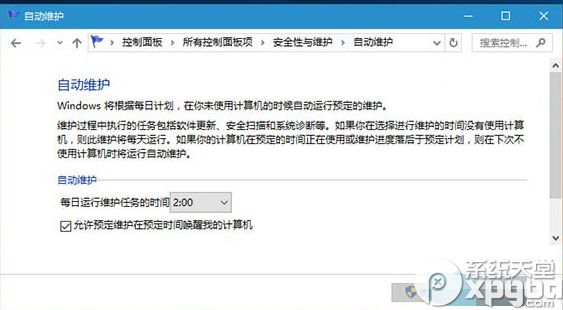 自动维护
控制面板 > 所有控制面板项 > 安全性与维护 > 自动维护
搜索控制...
自动维护
Windows 将根据每日计划，在你未使用计算机的时候自动运行预定的维护。
维护过程中执行的任务包括软件更新、安全扫描和系统诊断等。如果你在选择进行维护的时间没有使用计算
机，则此维护将每天运行。如果你的计算机在预定的时间正在使用或维护进度落后于预定计划，则在下次不
使用计算机时将运行自动维护。
自动维护
每日运行维护任务的时间 2:00
允许预定维护在预定时间唤醒我的计算机
系统天堂